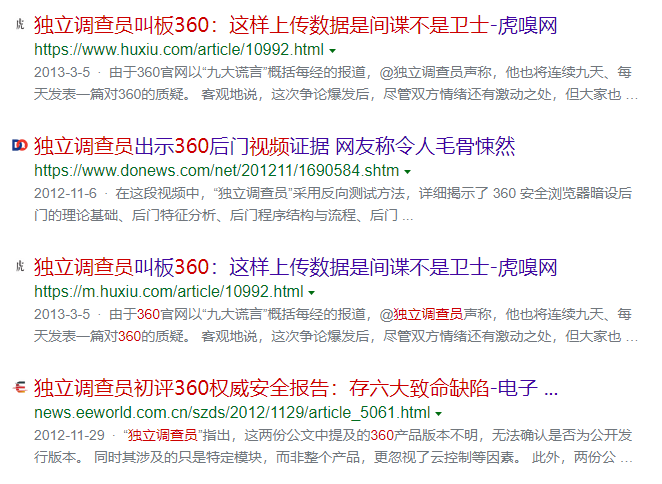 虎 独立调查员叫板360：这样上传数据是间谍不是卫士-虎嗅网
https://www.huxiu.com/article/10992.html
2013-3-5 · 由于360官网以“九大谎言”概括每经的报道，@独立调查员声称，他也将连续九天、每
天发表一篇对360的质疑。 客观地说，这次争论爆发后，尽管双方情绪还有激动之处，但大家也 ...
独立调查员出示360后门视频证据 网友称令人毛骨悚然
https://www.donews.com/net/201211/1690584.shtm
2012-11-6 · 在这段视频中，“独立调查员”采用反向测试方法，详细揭示了 360 安全浏览器暗设后
门的理论基础、后门特征分析、后门程序结构与流程、后门 ...
虎 独立调查员叫板360：这样上传数据是间谍不是卫士-虎嗅网
https://m.huxiu.com/article/10992.html
2013-3-5 · 由于360官网以“九大谎言”概括每经的报道，@独立调查员声称，他也将连续九天、每
天发表一篇对360的质疑。 客观地说，这次争论爆发后，尽管双方情绪还有激动之处，但大家也 ...
独立调查员初评360权威安全报告：存六大致命缺陷-电子 ...
news.eeworld.com.cn/szds/2012/1129/article_5061.html
2012-11-29 · “独立调查员”指出，这两份公文中提及的360产品版本不明，无法确认是否为公开发
行版本。 同时其涉及的只是特定模块，而非整个产品，更忽视了云控制等因素。 此外，两份公 ...